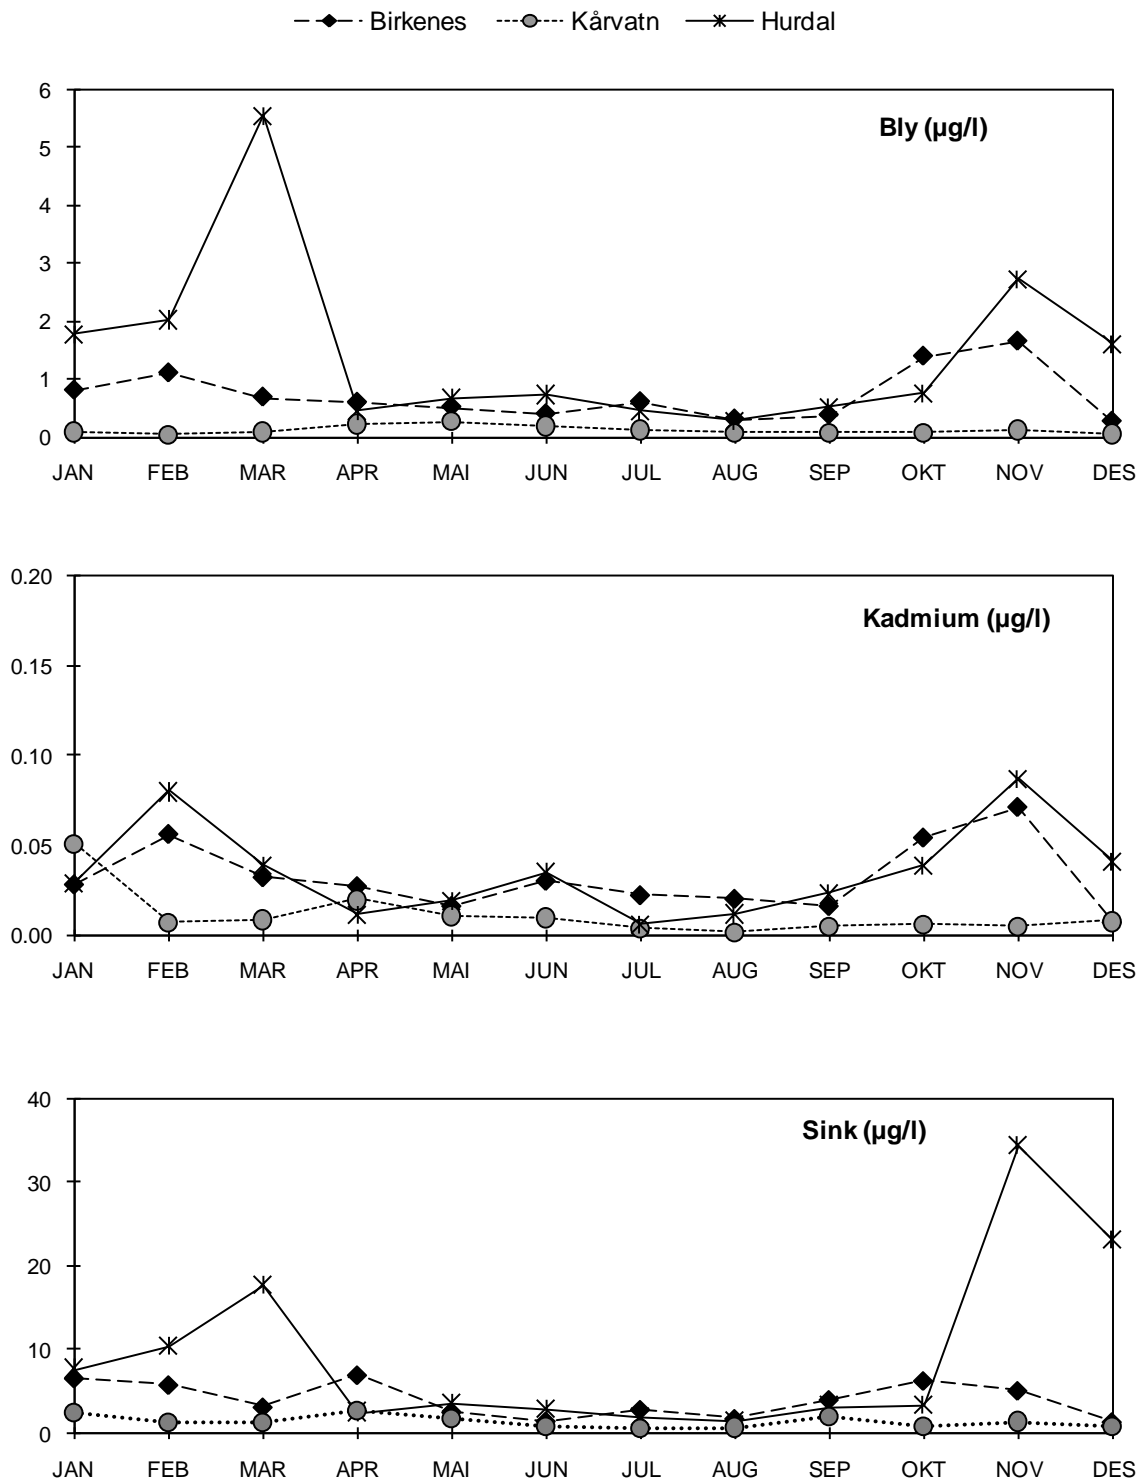 Birkenes Kårvatn Hurdal
Bly (µg/l)
6
5
4
3
2
1
0
JAN FEB MAR APR MAI JUN JUL AUG SEP OKT NOV DES
Kadmium (µg/l)
0.20
0.15
0.10
0.05
0.00
JAN FEB MAR APR MAI JUN JUL AUG SEP OKT NOV DES
Sink (µg/l)
40
30
20
10
0
JAN FEB MAR APR MAI JUN JUL AUG SEP OKT NOV DES